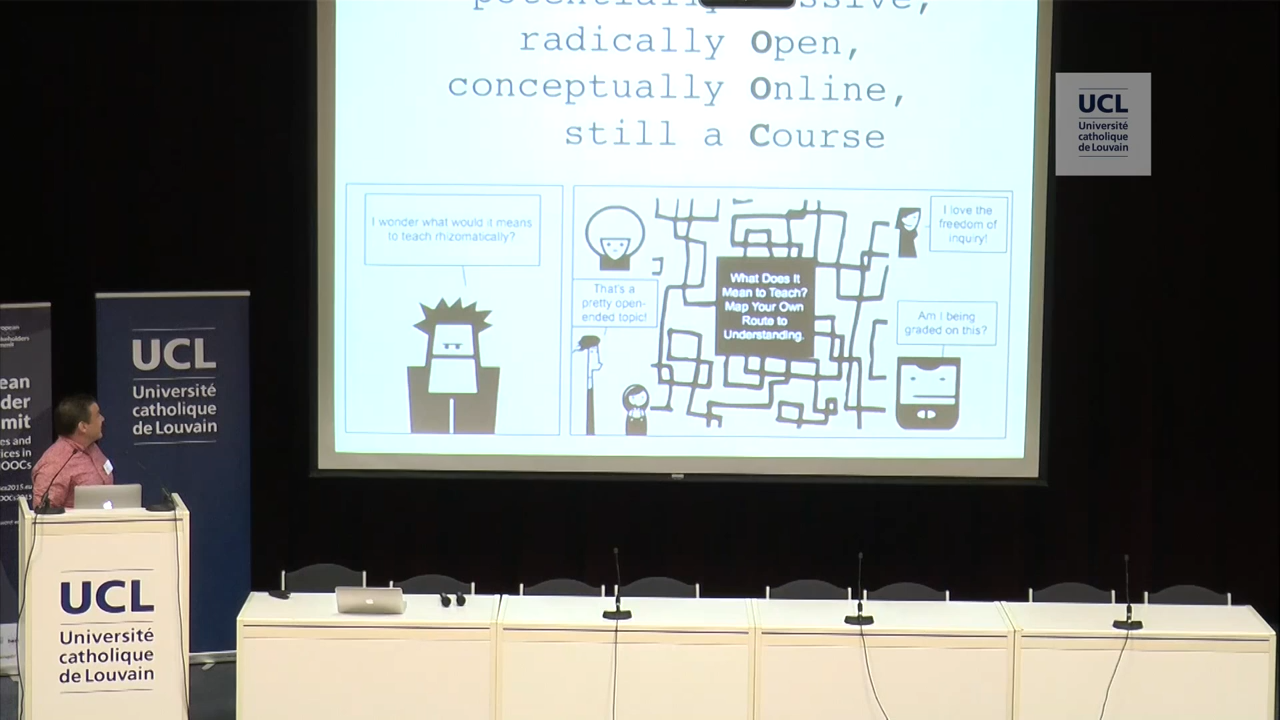 radically Open,
conceptually Online,
still a Course
UCL
Université
catholique
de Louvain
I wonder what would it means
to teach rhizomatically?
That's a
pretty open-
ended topic!
What Does It
Mean to Teach?
Map Your Own
Route to
Understanding.
I love the
freedom of
inquiry!
Am I being
graded on this?
UCL
Université
catholique
de Louvain
UCL
Université
catholique
de Louvain